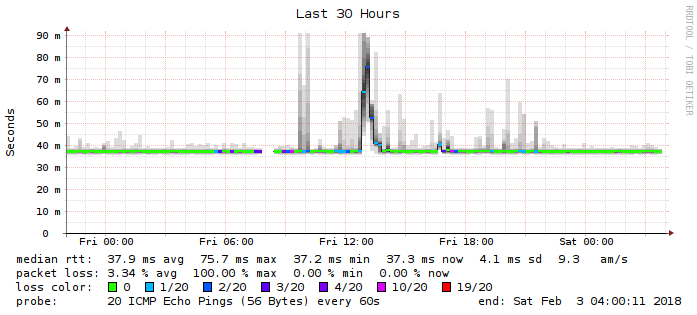 Last 30 Hours
RRDTOOL / TOBI OETIKER
Seconds
90 m
80 m
70 m
60 m
50 m
40 m
30 m
20 m
10 m
0
Fri 00:00 Fri 06:00 Fri 12:00 Fri 18:00 Sat 00:00
median rtt: 37.9 ms avg 75.7 ms max 37.2 ms min 37.3 ms now 4.1 ms sd 9.3 am/s
packet loss: 3.34 % avg 100.00 % max 0.00 % min 0.00 % now
loss color: 0 1/20 2/20 3/20 4/20 10/20 19/20
probe: 20 ICMP Echo Pings (56 Bytes) every 60s end: Sat Feb 3 04:00:11 2018